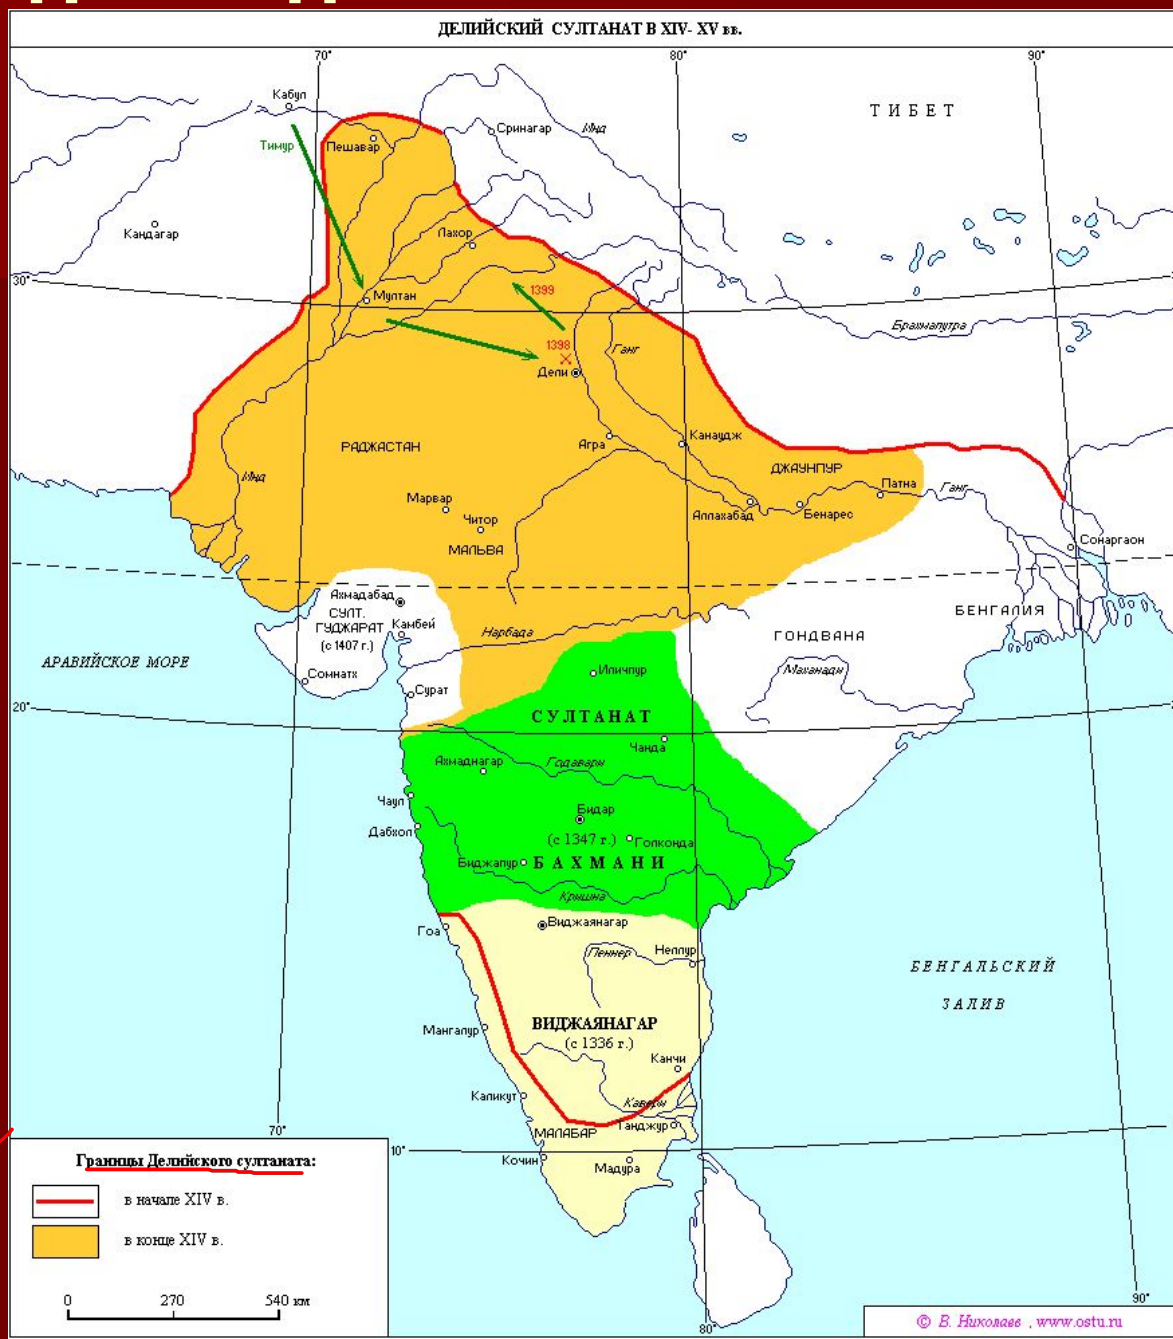 ДЕЛИЙСКИЙ СУЛТАНАТ В XIV- XV вв.
70°
80°
90°
Кабул
ТИБЕТ
Тимур
Пешавар
Сринагар
Инд
Кандагар
Лахор
30°
Мултан
1399
Брахмапутра
1398
Ганг
Дели
РАДЖАСТАН
Агра
Канаудж
ДЖАУНПУР
Инд
Патна
Ганг
Марвар
Аллахабад
Бенарес
Читор
МАЛЬВА
Сонаргаон
Ахмадабад
СУЛТ.
ГУДЖАРАТ
(с 1407 г.)
Камбей
Нарбада
БЕНГАЛИЯ
ГОНДВАНА
АРАВИЙСКОЕ МОРЕ
Сомнатх
Сурат
Иличпур
Маханади
20°
СУЛТАНАТ
Чанда
Ахмаднагар
Годавари
Чаул
Бидар
Дабхол
(с 1347 г.)
Голконда
Биджапур
БАХМАНИ
Кришна
Гоа
Виджаянагар
Пеннер
Неллур
БЕНГАЛЬСКИЙ
ЗАЛИВ
Мангалур
ВИДЖАЯНАГАР
(с 1336 г.)
Канчи
Каликут
Кавери
МАЛАБАР
Танджур
70°
10°
Кочин
Мадура
Границы Делийского султаната:
в начале XIV в.
в конце XIV в.
0 270 540 км
80°
90°
© В. Николаев , www.ostu.ru